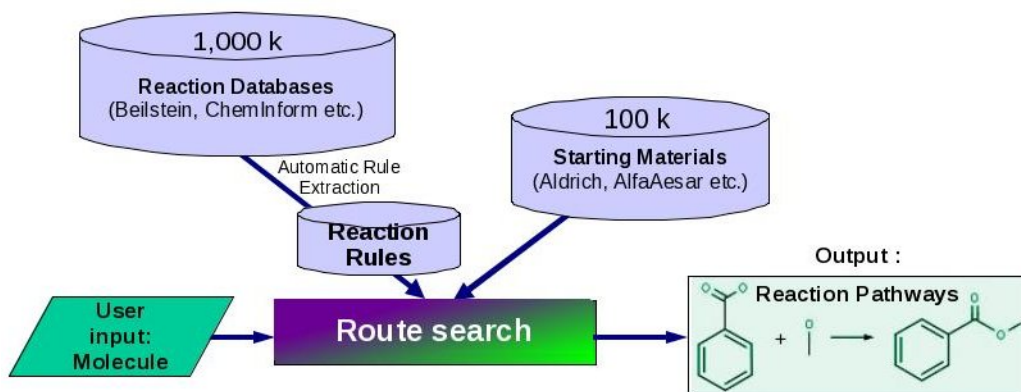 1,000 k
Reaction Databases
(Beilstein, ChemInform etc.)
100 k
Starting Materials
(Aldrich, AlfaAesar etc.)
Automatic Rule
Extraction
Reaction
Rules
Output :
User
input:
Molecule
Route search
Reaction Pathways
O
O
+
O
O
O